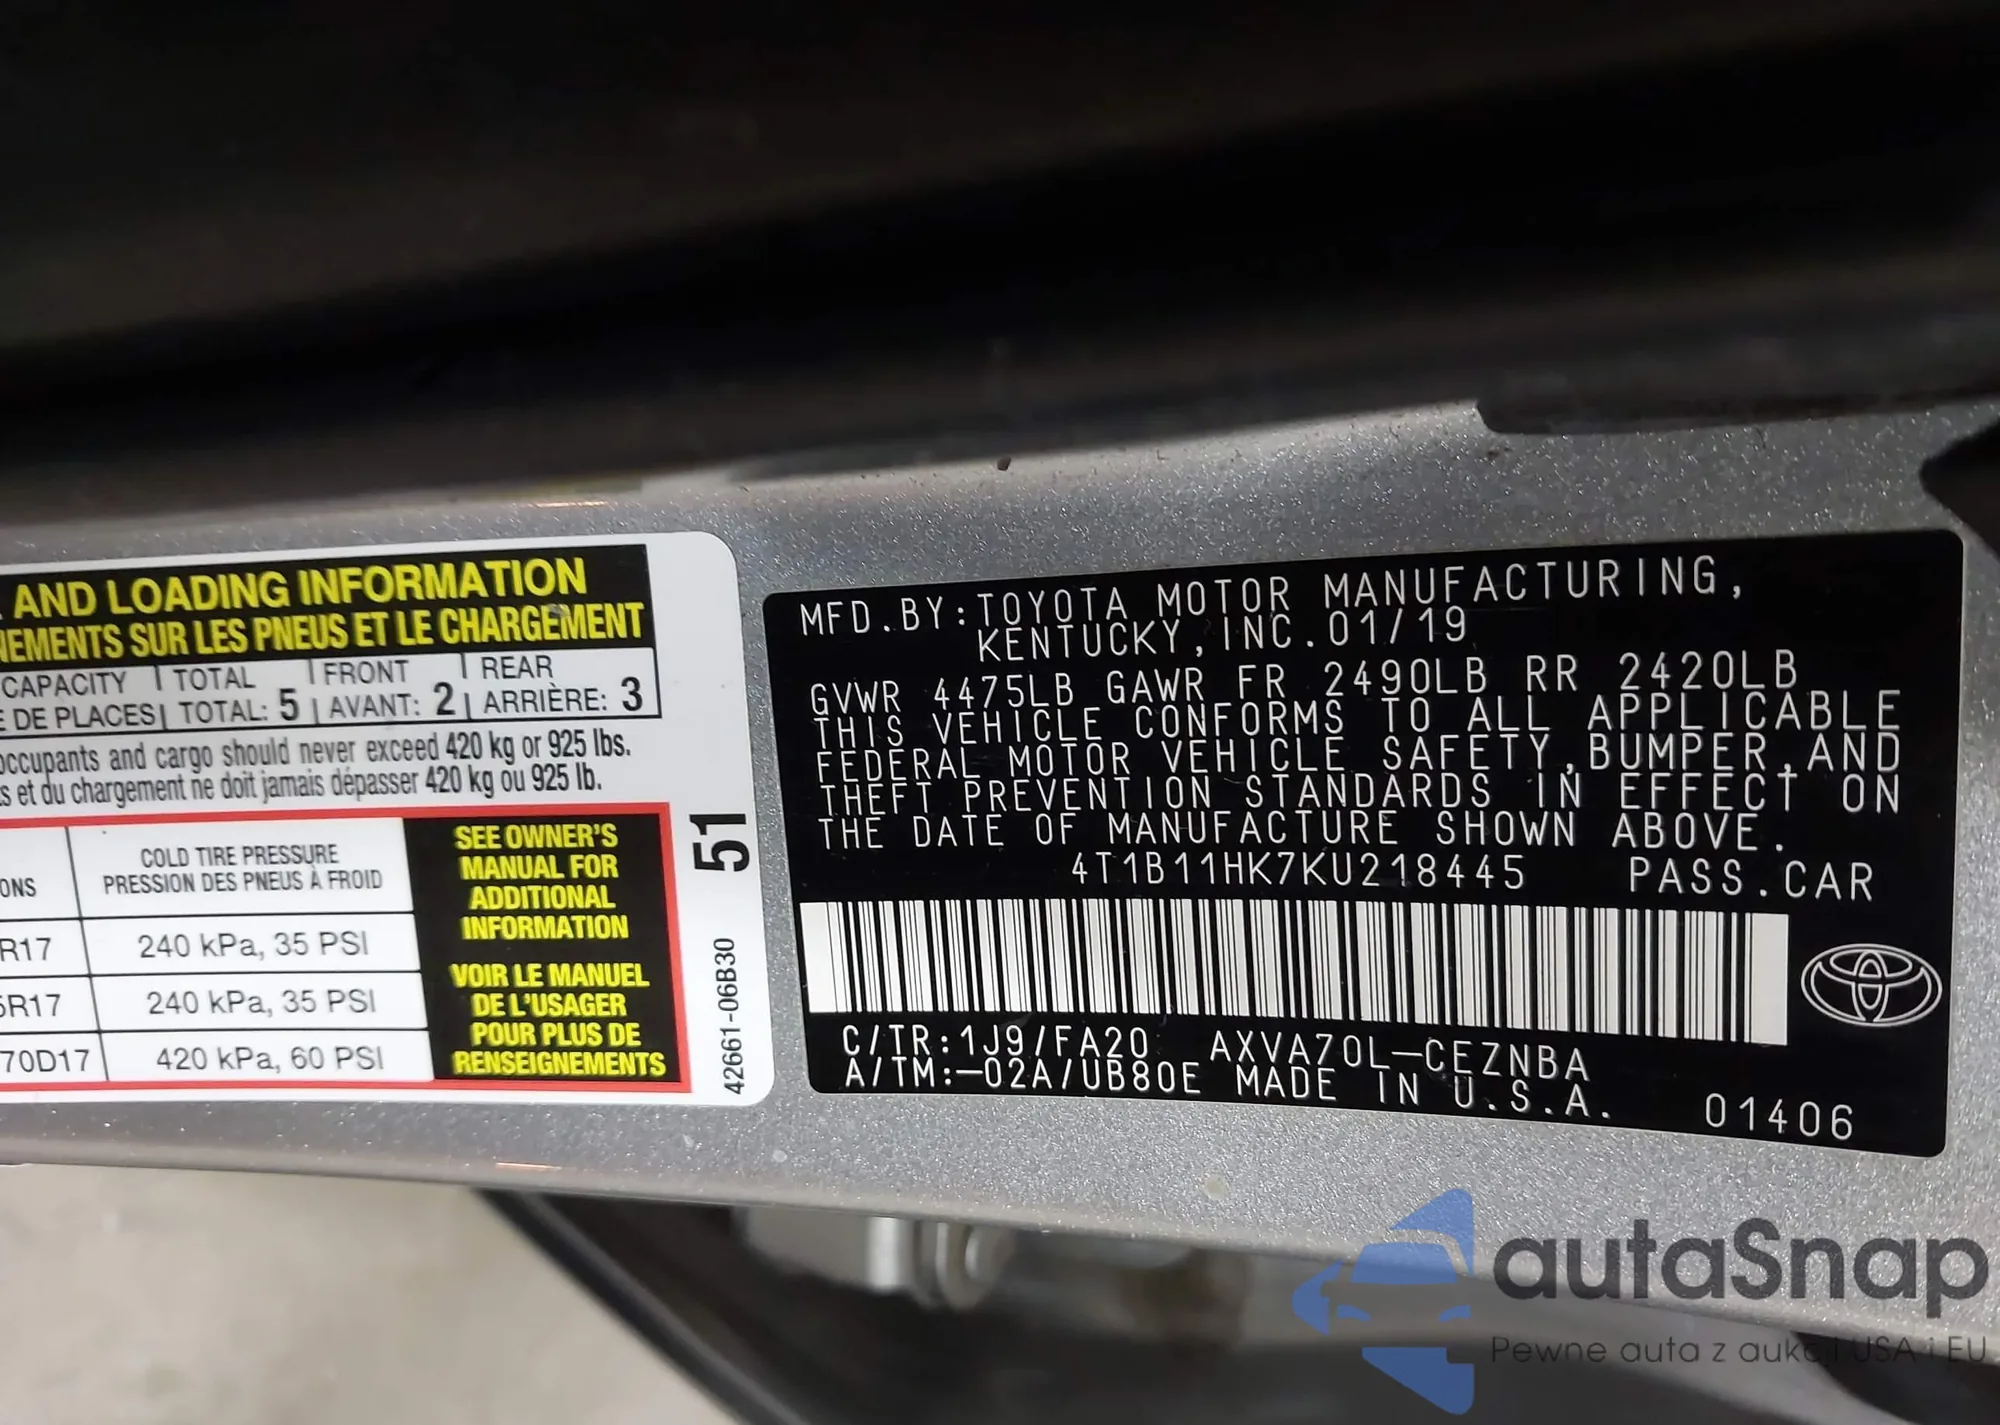 AND LOADING INFORMATION
NEMENTS SUR LES PNEUS ET LE CHARGEMENT
CAPACITY TOTAL FRONT REAR
DE PLACES TOTAL: 5 AVANT: 2 ARRIÈRE: 3
occupants and cargo should never exceed 420 kg or 925 lbs.
s et du chargement ne doit jamais dépasser 420 kg ou 925 lb.
ONS
COLD TIRE PRESSURE
PRESSION DES PNEUS À FROID
R17 240 kPa, 35 PSI
R17 240 kPa, 35 PSI
70D17 420 kPa, 60 PSI
SEE OWNER'S
MANUAL FOR
ADDITIONAL
INFORMATION
VOIR LE MANUEL
DE L'USAGER
POUR PLUS DE
RENSEIGNEMENTS
51
42661-06B30
MFD.BY:TOYOTA MOTOR MANUFACTURING,
KENTUCKY,INC.01/19
GVWR 4475LB GAWR FR 2490LB RR 2420LB
THIS VEHICLE CONFORMS TO ALL APPLICABLE
FEDERAL MOTOR VEHICLE SAFETY,BUMPER,AND
THEFT PREVENTION STANDARDS IN EFFECT ON
THE DATE OF MANUFACTURE SHOWN ABOVE.
4T1B11HK7KU218445 PASS.CAR
C/TR:1J9/FA20 AXVA70L-CEZNBA
A/TM:-02A/UB80E MADE IN U.S.A.
01406
autaSnap
Pewne auta z aukcji USA i EU